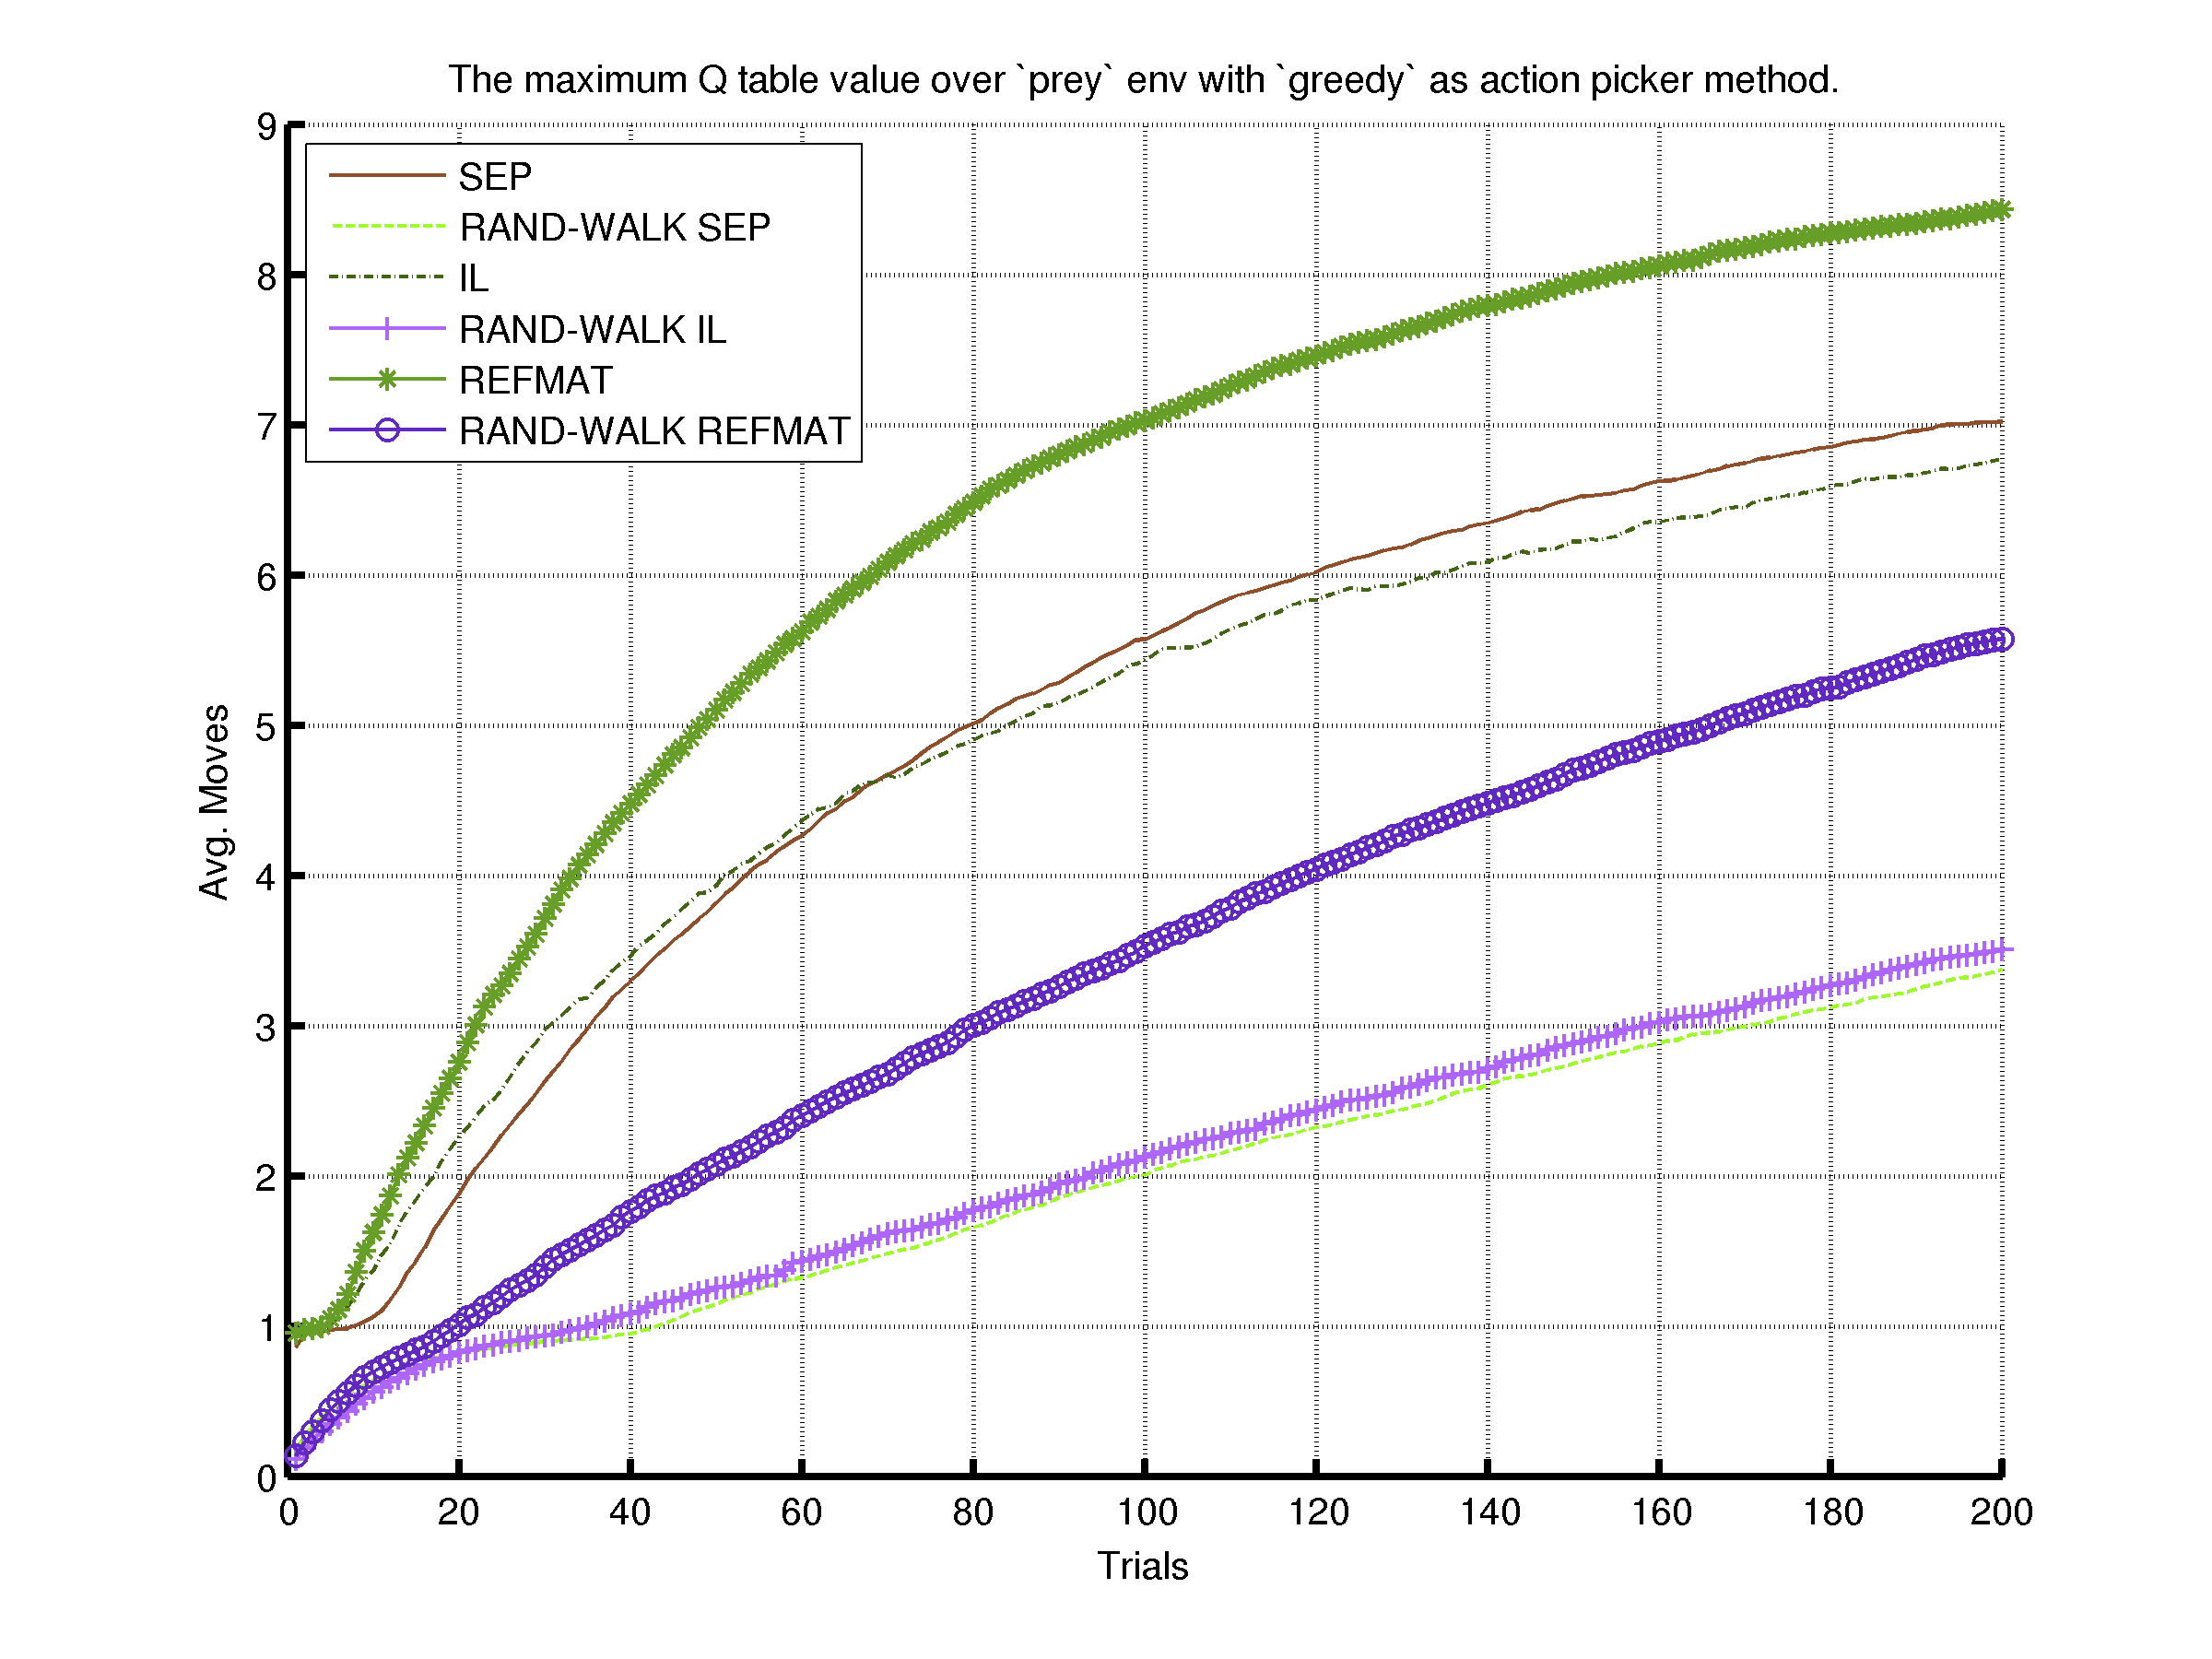 The maximum Q table value over `prey` env with `greedy` as action picker method.
9
8
7
6
5
4
3
2
1
0
SEP
RAND-WALK SEP
IL
RAND-WALK IL
REFMAT
RAND-WALK REFMAT
Avg. Moves
0 20 40 60 80 100 120 140 160 180 200
Trials